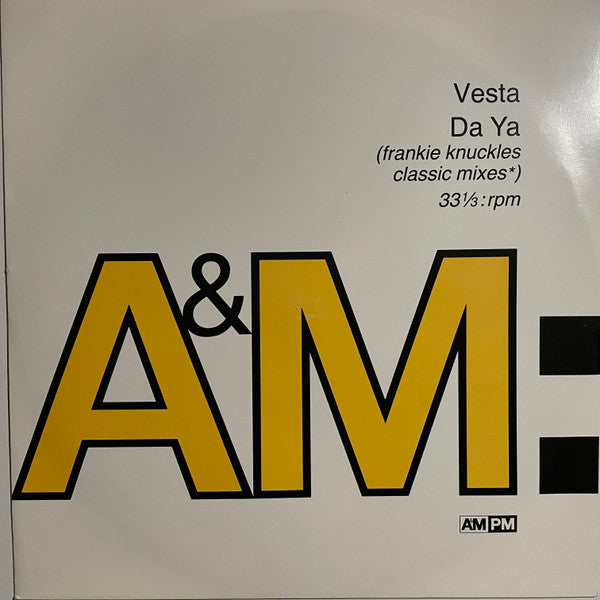 Vesta
Da Ya
(frankie knuckles
classic mixes*)
33⅓:rpm
A&M:
A&M PM